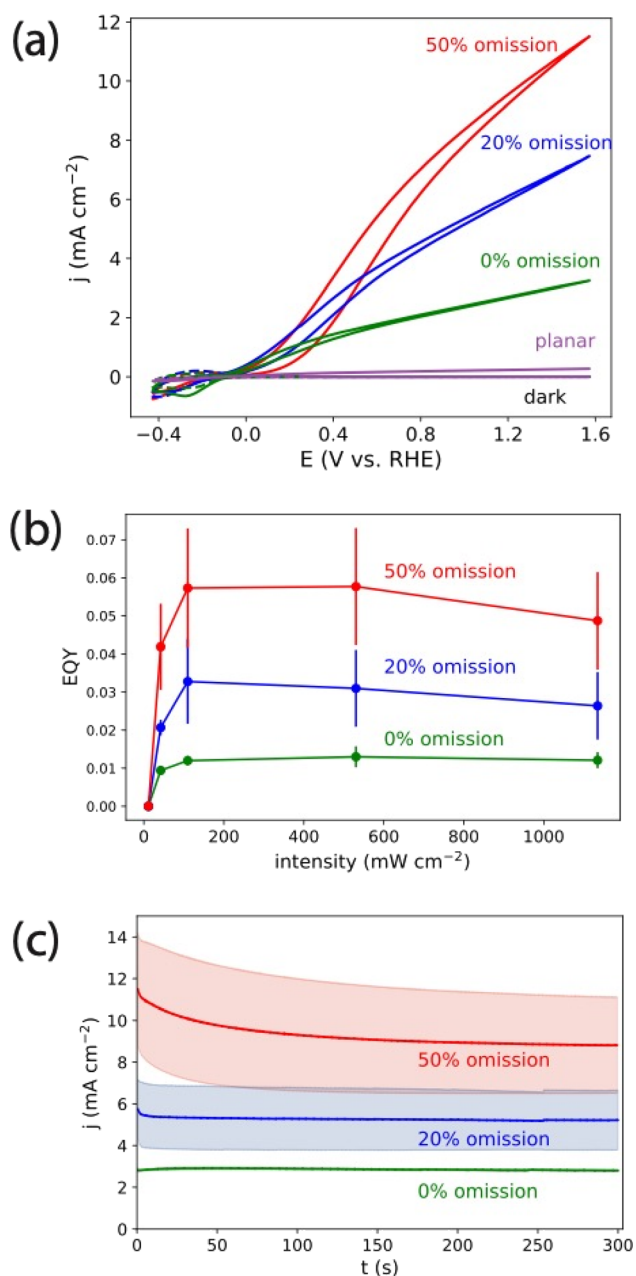 (a)
12
10
8
6
4
2
0
j (mA cm⁻²)
50% omission
20% omission
0% omission
planar
dark
−0.4 0.0 0.4 0.8 1.2 1.6
E (V vs. RHE)
(b)
0.07
0.06
0.05
0.04
0.03
0.02
0.01
0.00
EQY
50% omission
20% omission
0% omission
0 200 400 600 800 1000
intensity (mW cm⁻²)
(c)
14
12
10
8
6
4
2
0
j (mA cm⁻²)
50% omission
20% omission
0% omission
0 50 100 150 200 250 300
t (s)